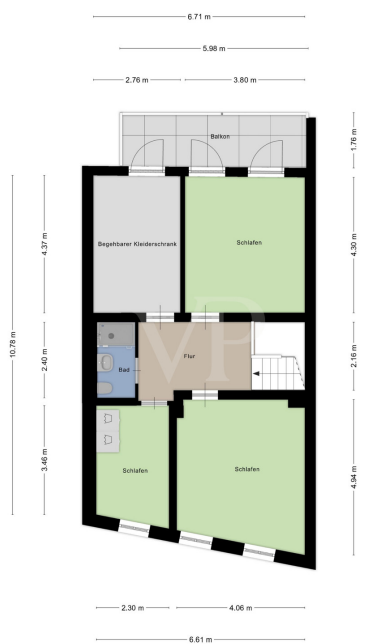 6.71 m
5.98 m
2.76 m
3.80 m
Balkon
1.76 m
4.37 m
Begehbarer Kleiderschrank
Schlafen
4.30 m
10.78 m
2.40 m
VP
Bad
Flur
2.16 m
3.46 m
Schlafen
Schlafen
4.94 m
2.30 m
4.06 m
6.61 m